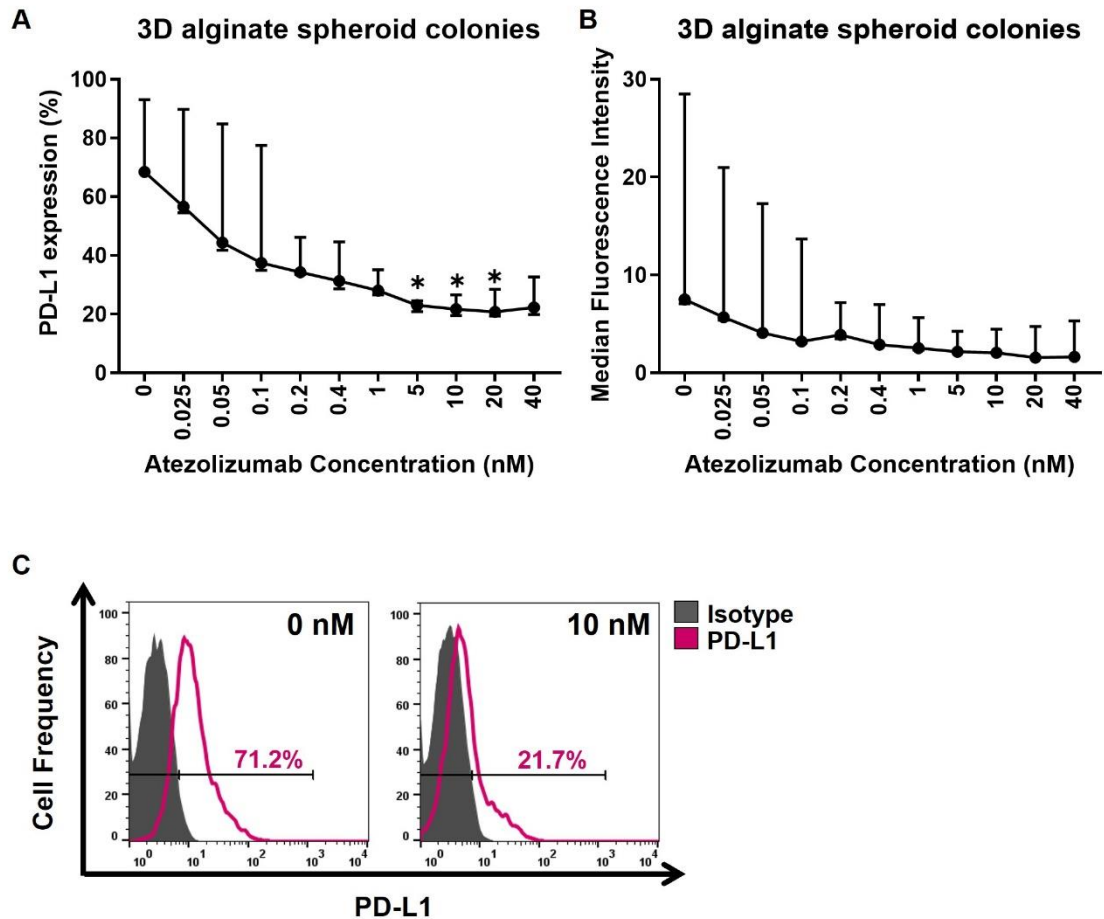 A
3D alginate spheroid colonies
PD-L1 expression (%)
100
80
60
40
20
0
* * *
0 0.025 0.05 0.1 0.2 0.4 1 5 10 20 40
Atezolizumab Concentration (nM)
B
3D alginate spheroid colonies
Median Fluorescence Intensity
30
20
10
0
0 0.025 0.05 0.1 0.2 0.4 1 5 10 20 40
Atezolizumab Concentration (nM)
C
Cell Frequency
100
80
60
40
20
0
0 nM
71.2%
10⁰ 10¹ 10² 10³ 10⁴
100
80
60
40
20
0
10 nM
21.7%
10⁰ 10¹ 10² 10³ 10⁴
Isotype
PD-L1
PD-L1